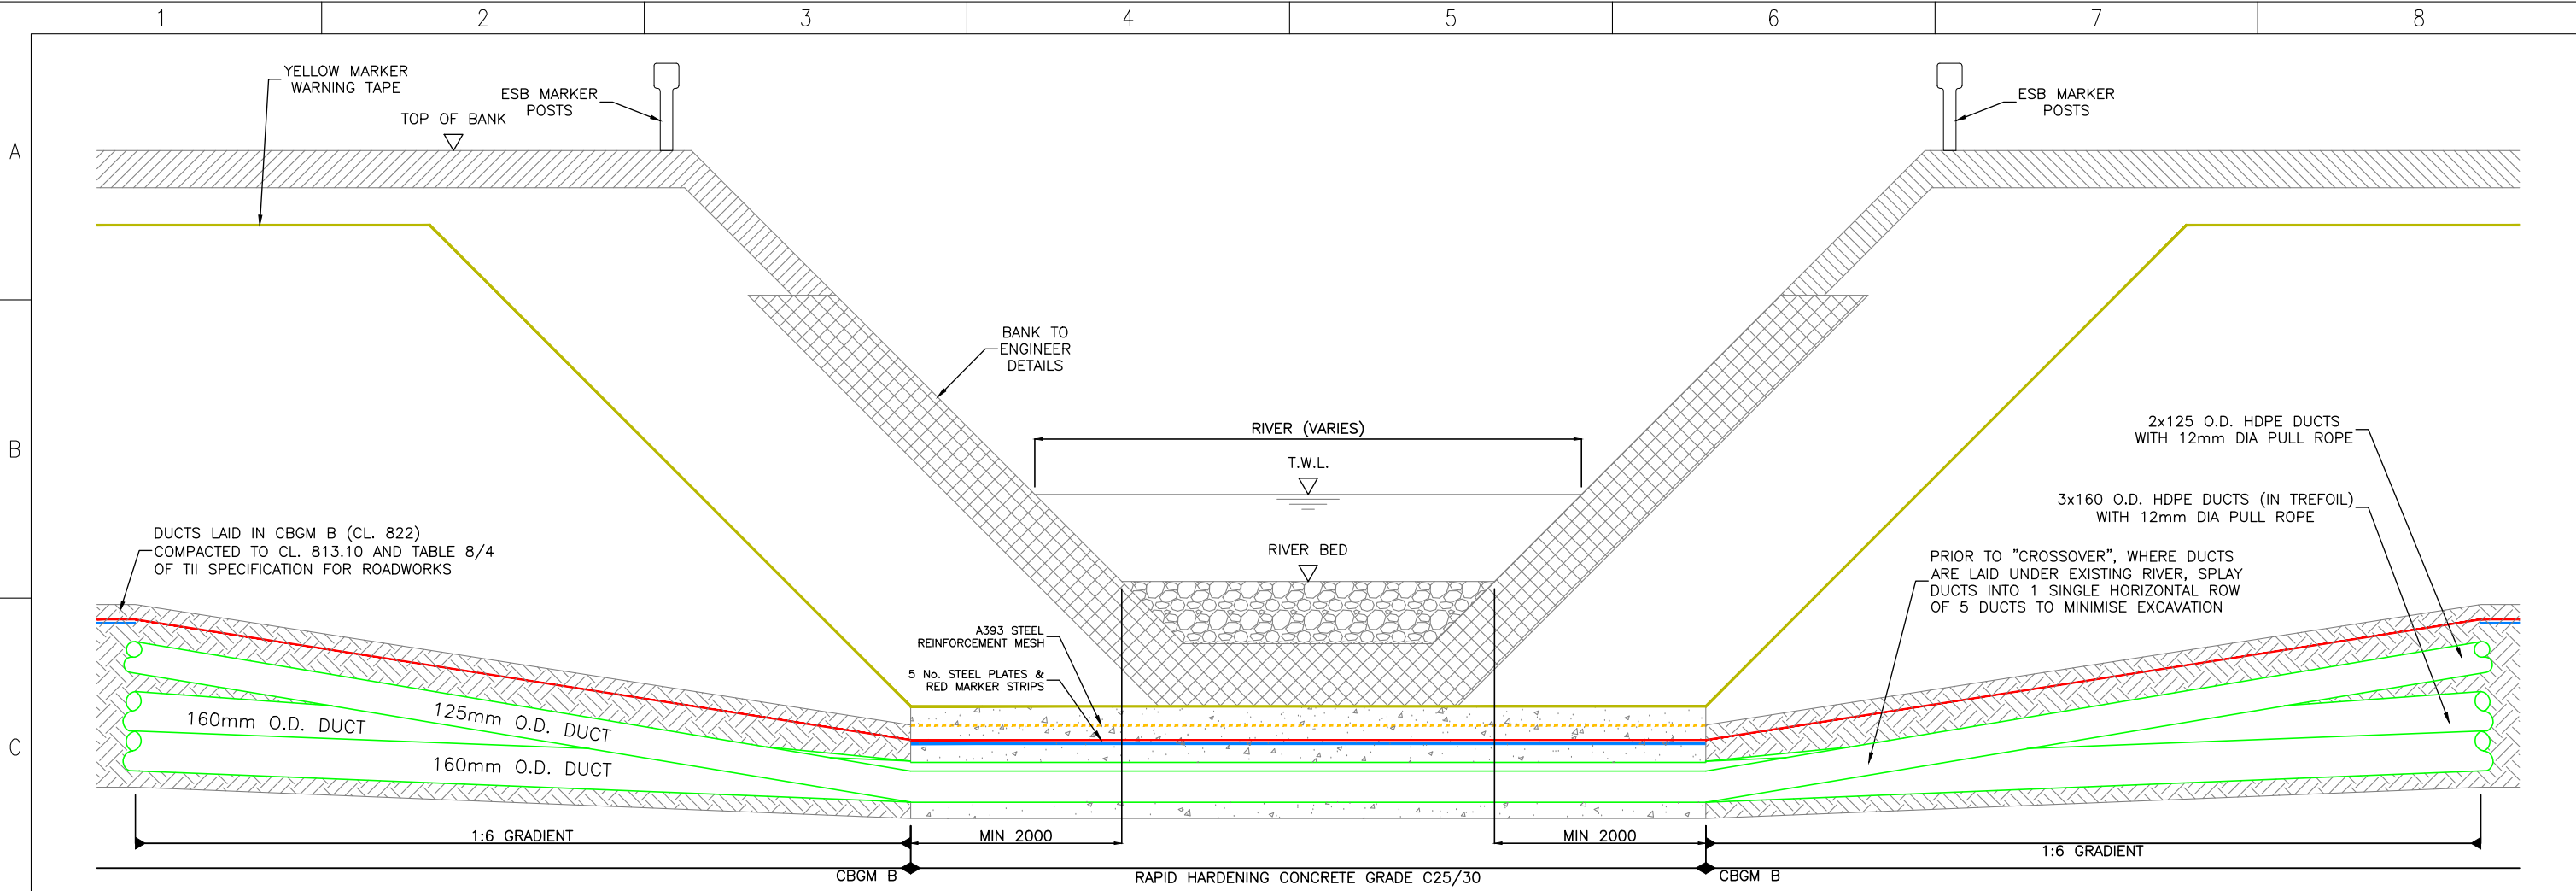 1 2 3 4 5 6 7 8
A
B
C
YELLOW MARKER
WARNING TAPE
TOP OF BANK
ESB MARKER
POSTS
ESB MARKER
POSTS
BANK TO
ENGINEER
DETAILS
RIVER (VARIES)
T.W.L.
RIVER BED
2x125 O.D. HDPE DUCTS
WITH 12mm DIA PULL ROPE
3x160 O.D. HDPE DUCTS (IN TREFOIL)
WITH 12mm DIA PULL ROPE
DUCTS LAID IN CBGM B (CL. 822)
COMPACTED TO CL. 813.10 AND TABLE 8/4
OF TII SPECIFICATION FOR ROADWORKS
PRIOR TO "CROSSOVER", WHERE DUCTS
ARE LAID UNDER EXISTING RIVER, SPLAY
DUCTS INTO 1 SINGLE HORIZONTAL ROW
OF 5 DUCTS TO MINIMISE EXCAVATION
A393 STEEL
REINFORCEMENT MESH
5 No. STEEL PLATES &
RED MARKER STRIPS
125mm O.D. DUCT
160mm O.D. DUCT
160mm O.D. DUCT
1:6 GRADIENT
MIN 2000
MIN 2000
1:6 GRADIENT
CBGM B
RAPID HARDENING CONCRETE GRADE C25/30
CBGM B